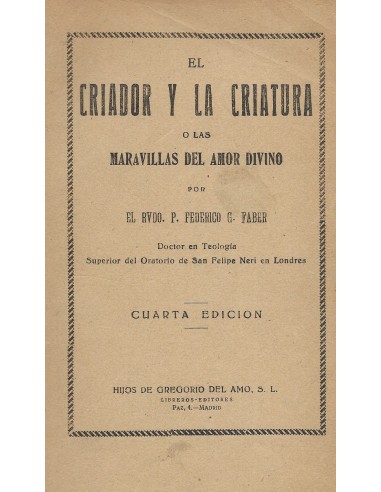 EL
CRIADOR Y LA CRIATURA
O LAS
MARAVILLAS DEL AMOR DIVINO
POR
EL RVDO. P. FEDERICO G. FABER
Doctor en Teología
Superior del Oratorio de San Felipe Neri en Londres
CUARTA EDICION
HIJOS DE GREGORIO DEL AMO, S. L.
LIBREROS-EDITORES
PAZ, 4.—MADRID